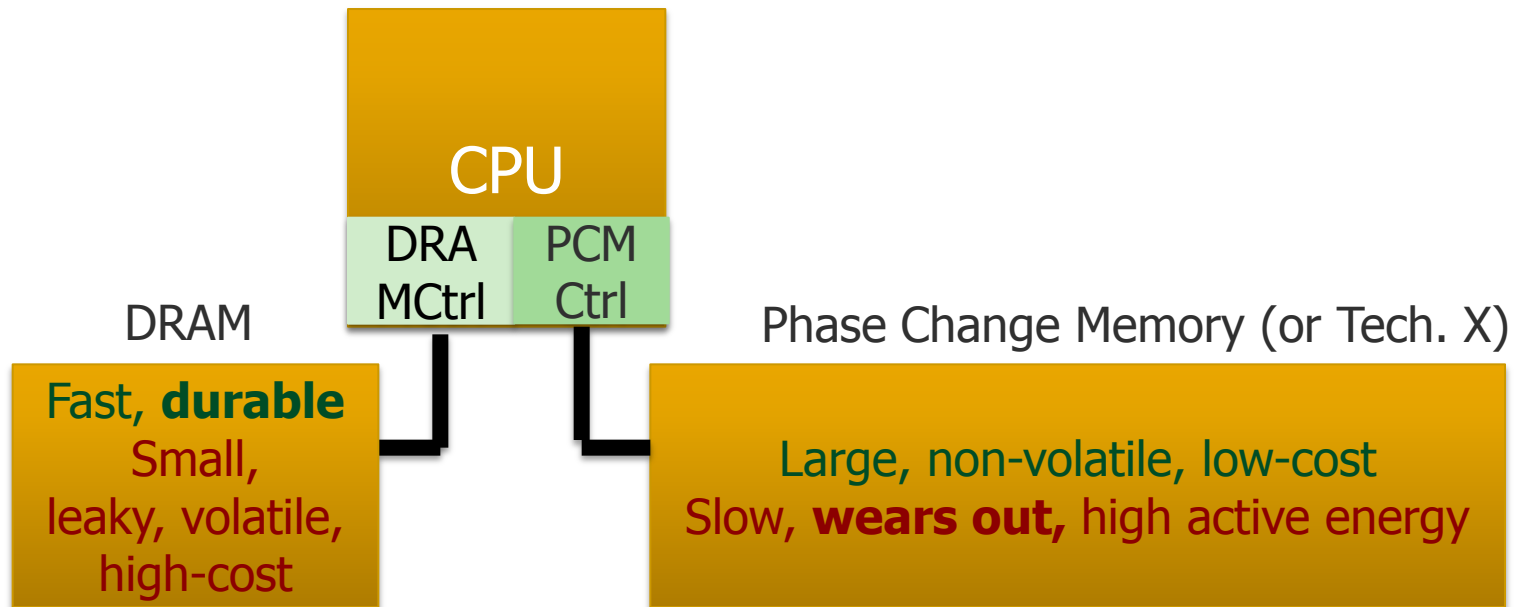 CPU
DRA
MCtrl
PCM
Ctrl
DRAM
Fast, durable
Small,
leaky, volatile,
high-cost
Phase Change Memory (or Tech. X)
Large, non-volatile, low-cost
Slow, wears out, high active energy